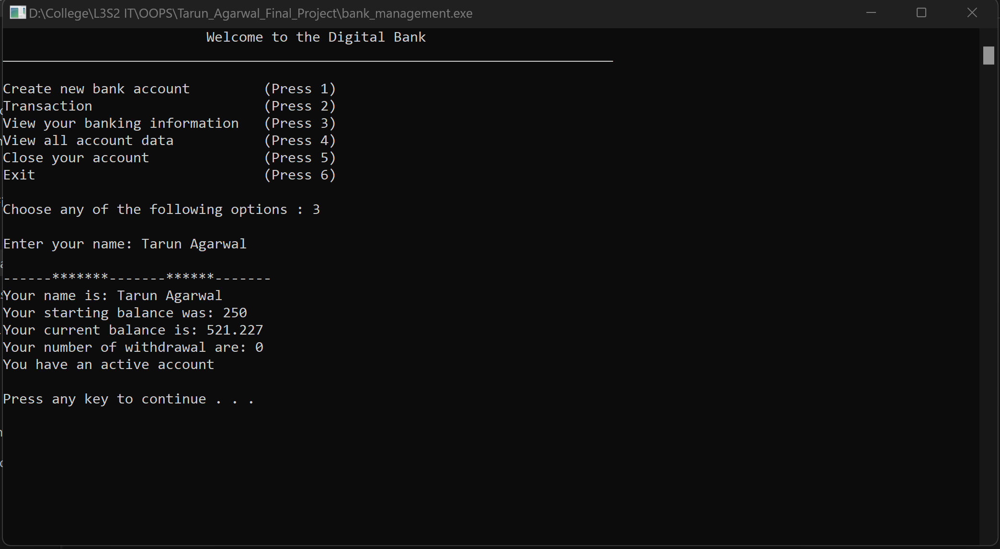 D:\College\L3S2 IT\OOPS\Tarun_Agarwal_Final_Project\bank_management.exe
Welcome to the Digital Bank
Create new bank account (Press 1)
Transaction (Press 2)
View your banking information (Press 3)
View all account data (Press 4)
Close your account (Press 5)
Exit (Press 6)
Choose any of the following options : 3
Enter your name: Tarun Agarwal
------*******-------******-------
Your name is: Tarun Agarwal
Your starting balance was: 250
Your current balance is: 521.227
Your number of withdrawal are: 0
You have an active account
Press any key to continue . . .